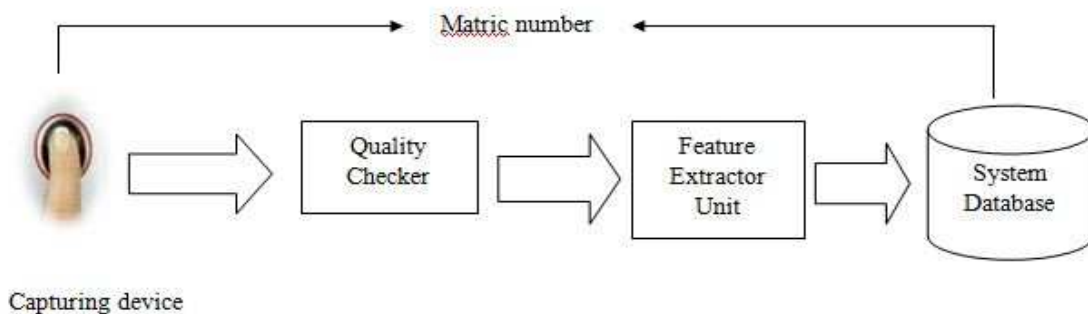 Matric number
Quality
Checker
Feature
Extractor
Unit
System
Database
Capturing device